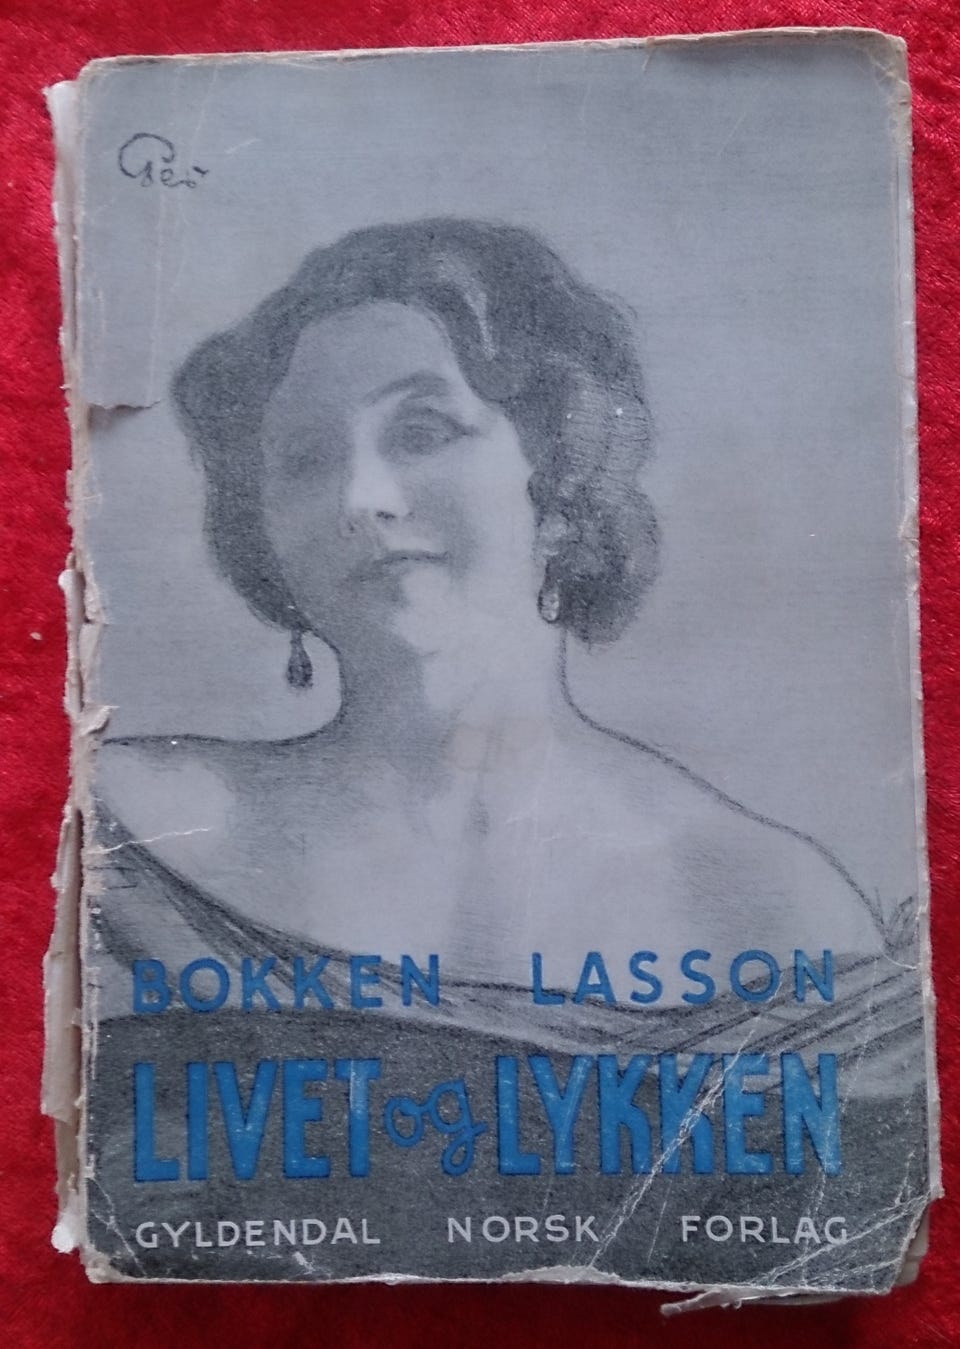 BOKKEN LASSON
LIVET og LYKKEN
GYLDENDAL NORSK FORLAG